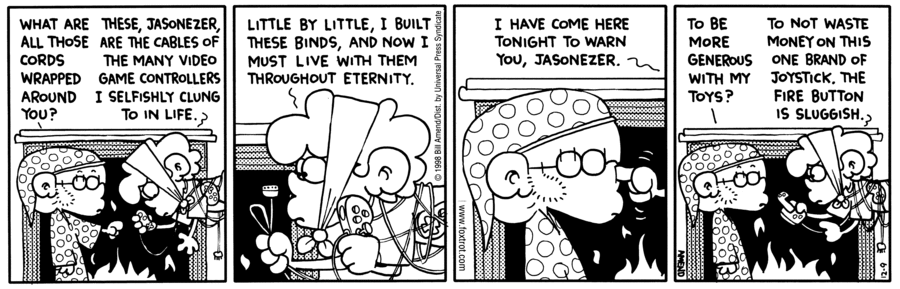 WHAT ARE
ALL THOSE
CORDS
WRAPPED
AROUND
YOU?
THESE, JASONEZER,
ARE THE CABLES OF
THE MANY VIDEO
GAME CONTROLLERS
I SELFISHLY CLUNG
TO IN LIFE.
LITTLE BY LITTLE, I BUILT
THESE BINDS, AND NOW I
MUST LIVE WITH THEM
THROUGHOUT ETERNITY.
© 1998 Bill Amend/Dist. by Universal Press Syndicate
I HAVE COME HERE
TONIGHT TO WARN
YOU, JASONEZER.
www.foxtrot.com
TO BE
MORE
GENEROUS
WITH MY
TOYS?
TO NOT WASTE
MONEY ON THIS
ONE BRAND OF
JOYSTICK. THE
FIRE BUTTON
IS SLUGGISH.
AMEND
12-9